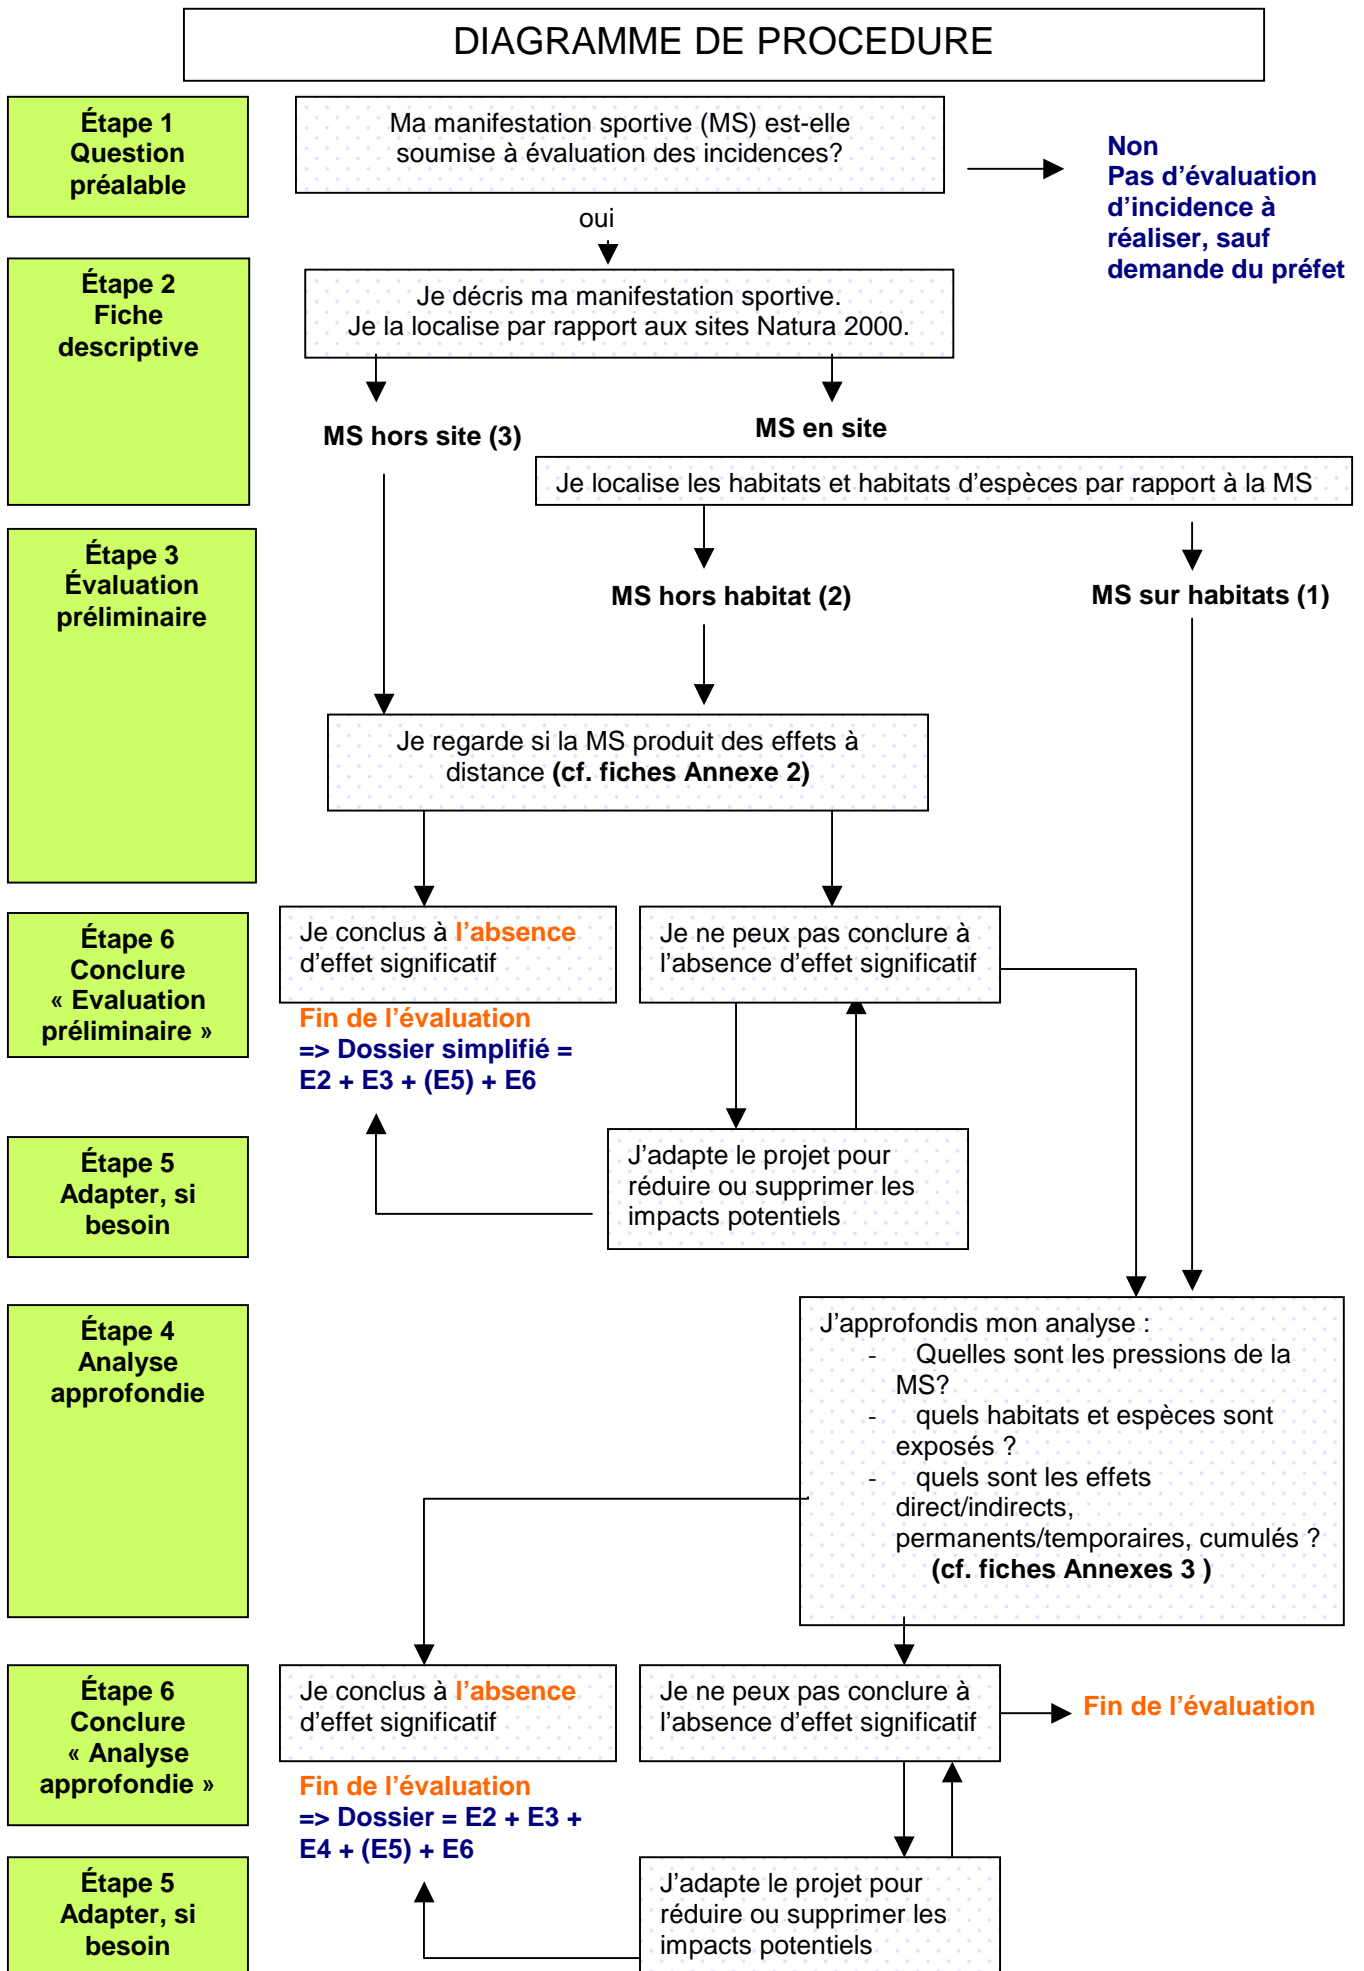 DIAGRAMME DE PROCEDURE
Étape 1
Question
préalable
Ma manifestation sportive (MS) est-elle
soumise à évaluation des incidences?
Non
Pas d’évaluation
d’incidence à
réaliser, sauf
demande du préfet
oui
Étape 2
Fiche
descriptive
Je décris ma manifestation sportive.
Je la localise par rapport aux sites Natura 2000.
MS hors site (3)
MS en site
Je localise les habitats et habitats d’espèces par rapport à la MS
Étape 3
Évaluation
préliminaire
MS hors habitat (2)
MS sur habitats (1)
Je regarde si la MS produit des effets à
distance (cf. fiches Annexe 2)
Étape 6
Conclure
« Evaluation
préliminaire »
Je conclus à l’absence
d’effet significatif
Je ne peux pas conclure à
l’absence d’effet significatif
Fin de l’évaluation
=> Dossier simplifié =
E2 + E3 + (E5) + E6
Étape 5
Adapter, si
besoin
J’adapte le projet pour
réduire ou supprimer les
impacts potentiels
Étape 4
Analyse
approfondie
J’approfondis mon analyse :
- Quelles sont les pressions de la
MS?
- quels habitats et espèces sont
exposés ?
- quels sont les effets
direct/indirects,
permanents/temporaires, cumulés ?
(cf. fiches Annexes 3 )
Étape 6
Conclure
« Analyse
approfondie »
Je conclus à l’absence
d’effet significatif
Je ne peux pas conclure à
l’absence d’effet significatif
Fin de l’évaluation
Fin de l’évaluation
=> Dossier = E2 + E3 +
E4 + (E5) + E6
Étape 5
Adapter, si
besoin
J’adapte le projet pour
réduire ou supprimer les
impacts potentiels